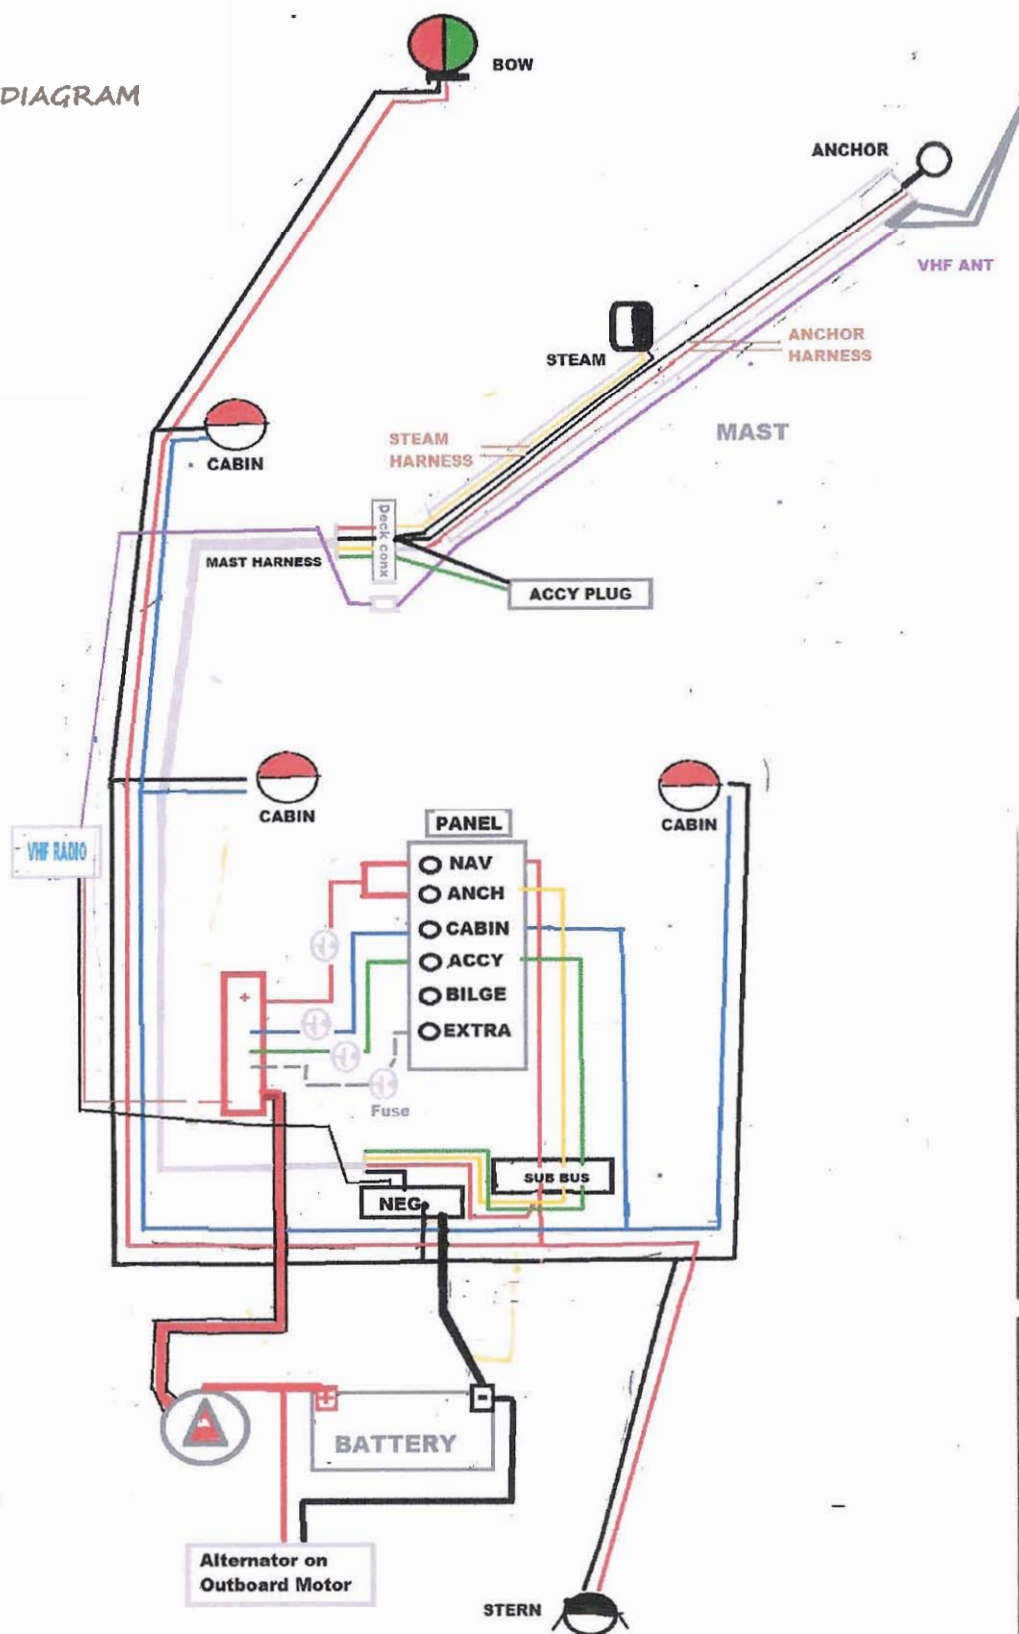 DIAGRAM
BOW
ANCHOR
VHF ANT
STEAM
ANCHOR
HARNESS
MAST
STEAM
HARNESS
CABIN
Deck conx
MAST HARNESS
ACCY PLUG
CABIN
CABIN
PANEL
VHF RADIO
NAV
ANCH
CABIN
ACCY
BILGE
EXTRA
+
Fuse
SUB BUS
NEG
+
-
BATTERY
Alternator on
Outboard Motor
STERN